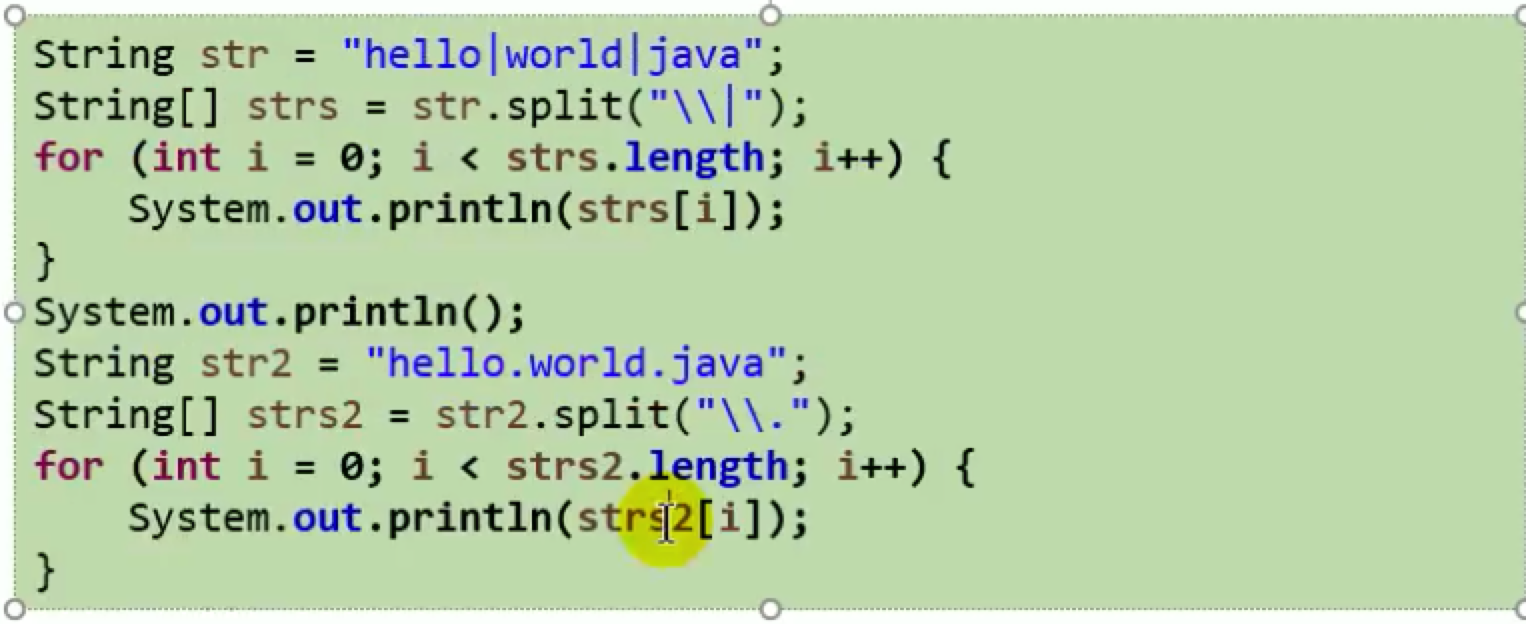 String str = "hello|world|java";
String[] strs = str.split("\\|");
for (int i = 0; i < strs.length; i++) {
    System.out.println(strs[i]);
}
System.out.println();
String str2 = "hello.world.java";
String[] strs2 = str2.split("\\.");
for (int i = 0; i < strs2.length; i++) {
    System.out.println(strs2[i]);
}